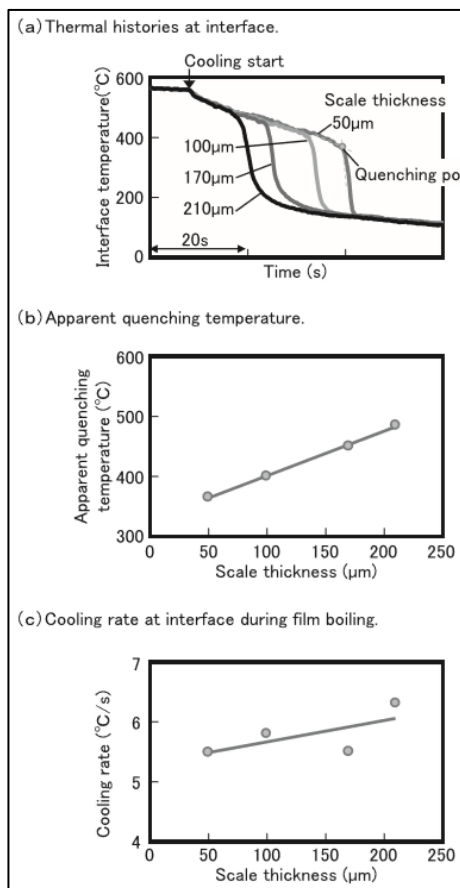 (a) Thermal histories at interface.
Cooling start
600
400
200
0
Interface temperature(℃)
Scale thickness
50μm
100μm
170μm
210μm
Quenching po
20s
Time (s)
(b) Apparent quenching temperature.
600
500
400
300
Apparent quenching
temperature (℃)
0 50 100 150 200 250
Scale thickness (μm)
(c) Cooling rate at interface during film boiling.
7
6
5
4
Cooling rate (℃/s)
0 50 100 150 200 250
Scale thickness (μm)